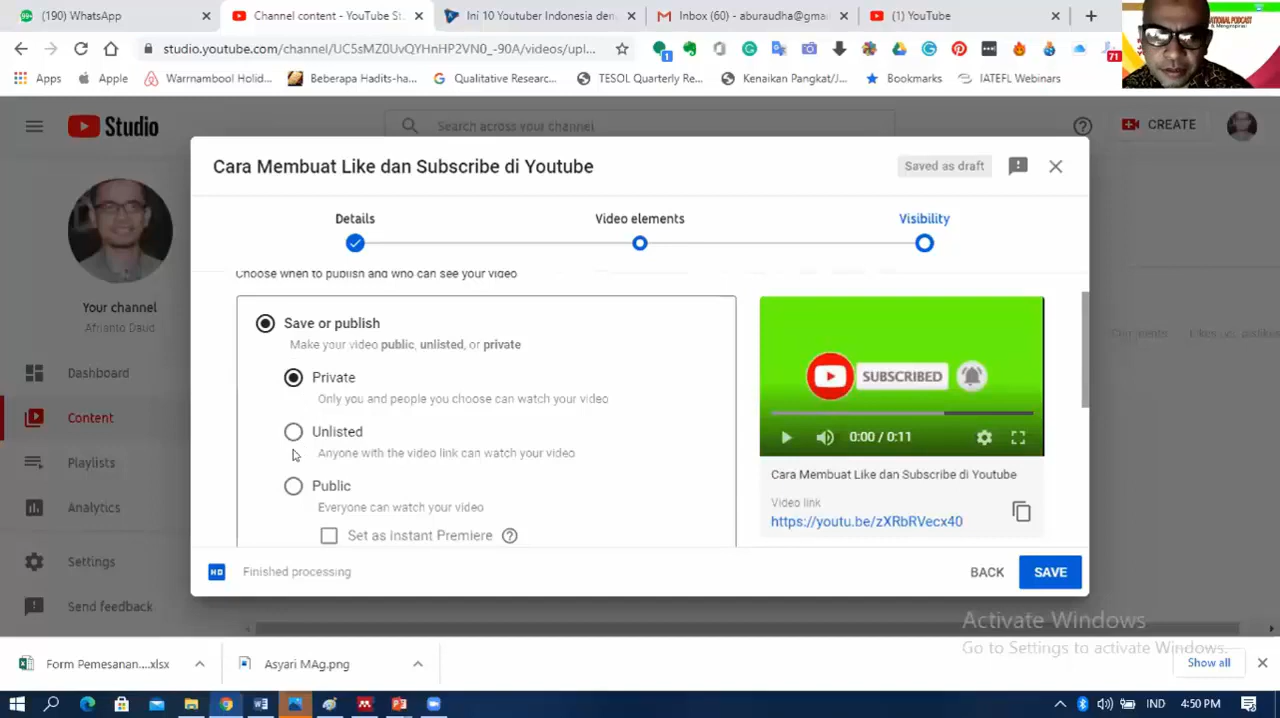 (190) WhatsApp
Channel content - YouTube St
Ini 10 Youtuber Indonesia den
Inbox (60) - aburaudha@gma
(1) YouTube
NATIONAL PODCAST
& Menginspirasi
studio.youtube.com/channel/UC5sMZ0UvQYHnHP2VN0_-90A/videos/uplo...
1
71
Apps
Apple
Warrnambool Holid...
Beberapa Hadits-ha...
Qualitative Researc...
TESOL Quarterly Re...
Kenaikan Pangkat/J...
Bookmarks
IATEFL Webinars
Studio
Search across your channel
CREATE
Cara Membuat Like dan Subscribe di Youtube
Saved as draft
Details
Video elements
Visibility
Choose when to publish and who can see your video
Save or publish
Make your video public, unlisted, or private
Private
Only you and people you choose can watch your video
Unlisted
Anyone with the video link can watch your video
Public
Everyone can watch your video
Set as instant Premiere
SUBSCRIBED
0:00 / 0:11
Cara Membuat Like dan Subscribe di Youtube
Video link
https://youtu.be/zXRbRVecx40
HD Finished processing
BACK
SAVE
Your channel
Afrianto Daud
Dashboard
Content
Playlists
Analytics
Settings
Send feedback
Comments
Activate Windows
Go to Settings to activate Windows.
Form Pemesanan....xlsx
Asyari MAg.png
Show all
IND
4:50 PM